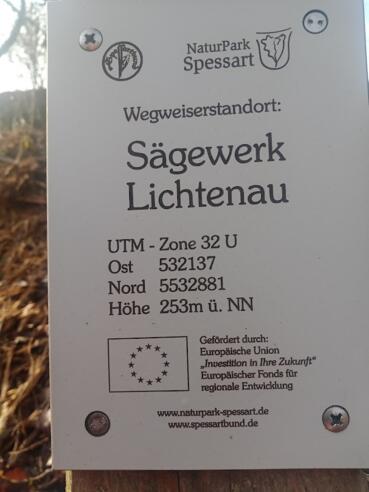 NaturPark
Spessart
Wegweiserstandort:
Sägewerk
Lichtenau
UTM - Zone 32 U
Ost 532137
Nord 5532881
Höhe 253m ü. NN
Gefördert durch:
Europäische Union
„Investition in Ihre Zukunft“
Europäischer Fonds für
regionale Entwicklung
www.naturpark-spessart.de
www.spessartbund.de